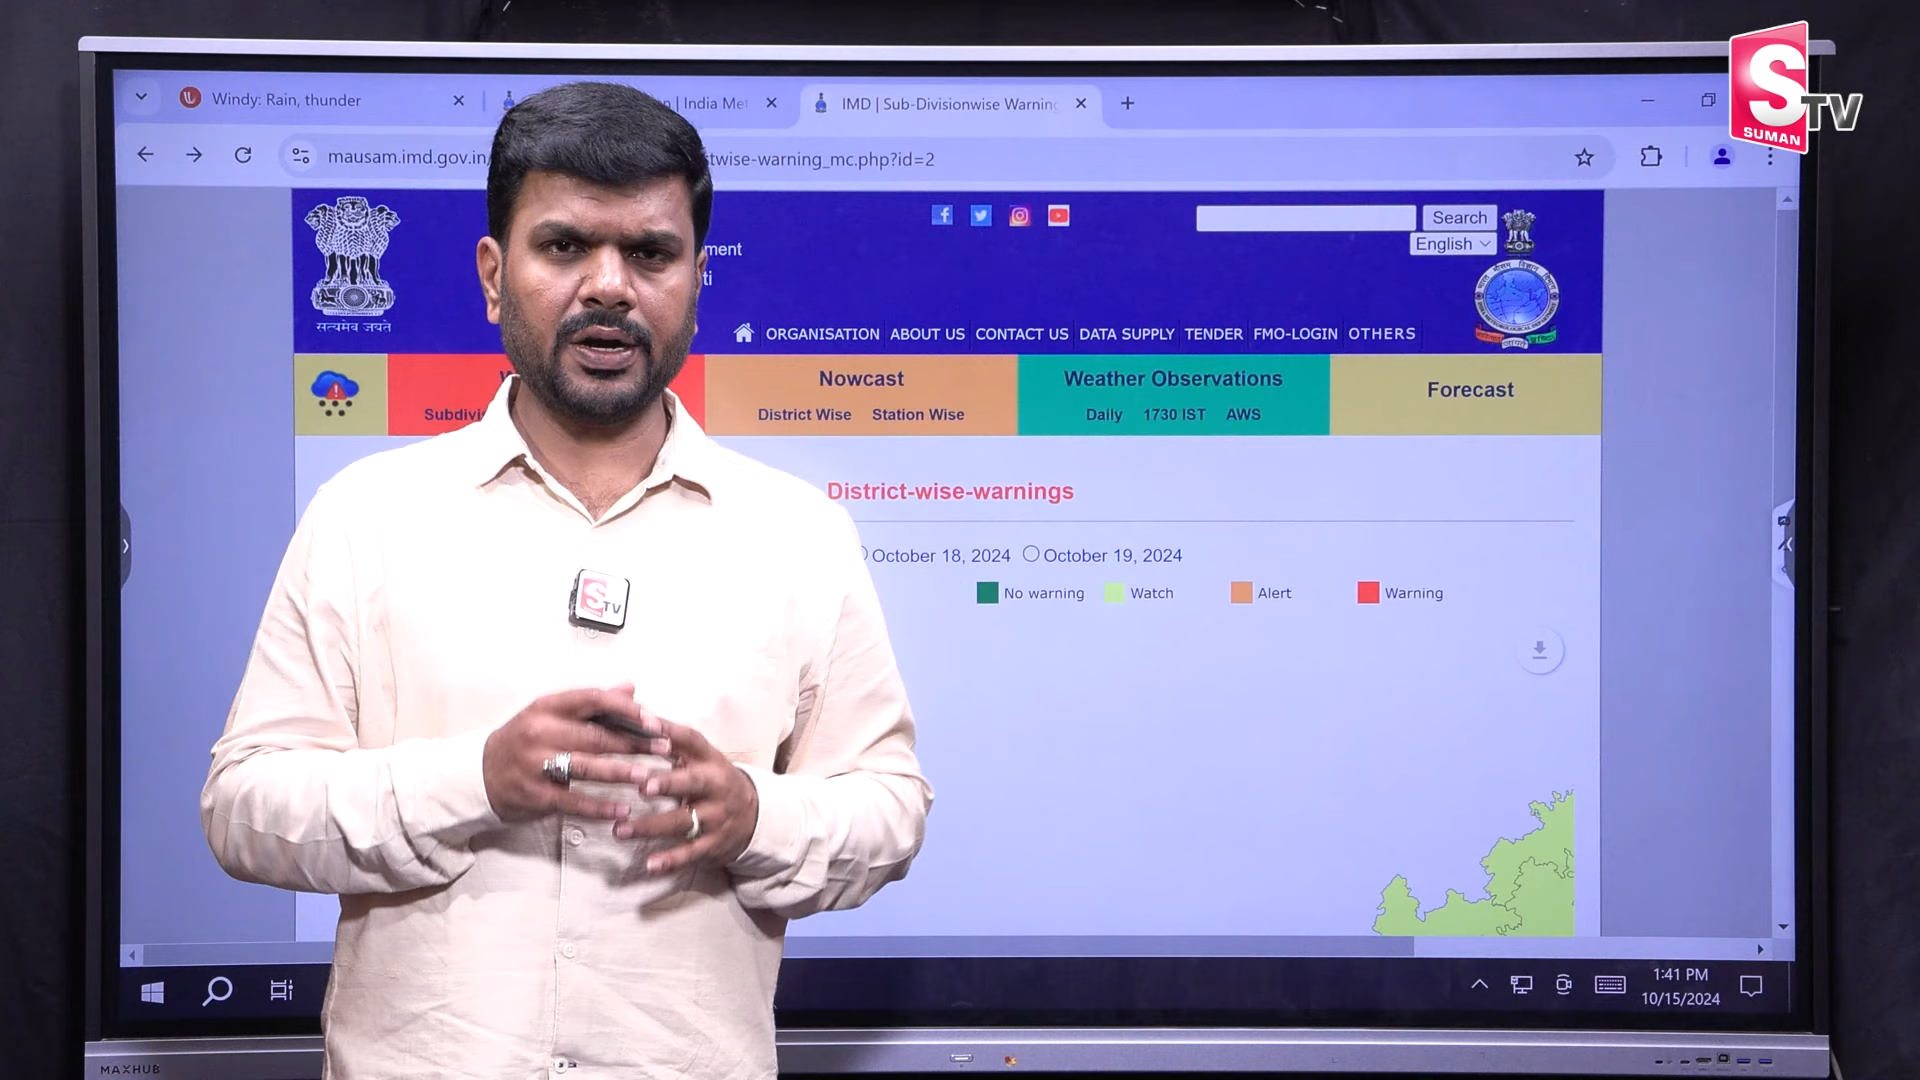 S
TV
SUMAN
Windy: Rain, thunder
| India Met
IMD | Sub-Divisionwise Warning
mausam.imd.gov.in/
stwise-warning_mc.php?id=2
Search
English
ment
ti
सत्यमेव जयते
ORGANISATION ABOUT US CONTACT US DATA SUPPLY TENDER FMO-LOGIN OTHERS
Nowcast
District Wise Station Wise
Weather Observations
Daily 1730 IST AWS
Forecast
District-wise-warnings
October 18, 2024 October 19, 2024
No warning Watch Alert Warning
S
TV
1:41 PM
10/15/2024
MAXHUB